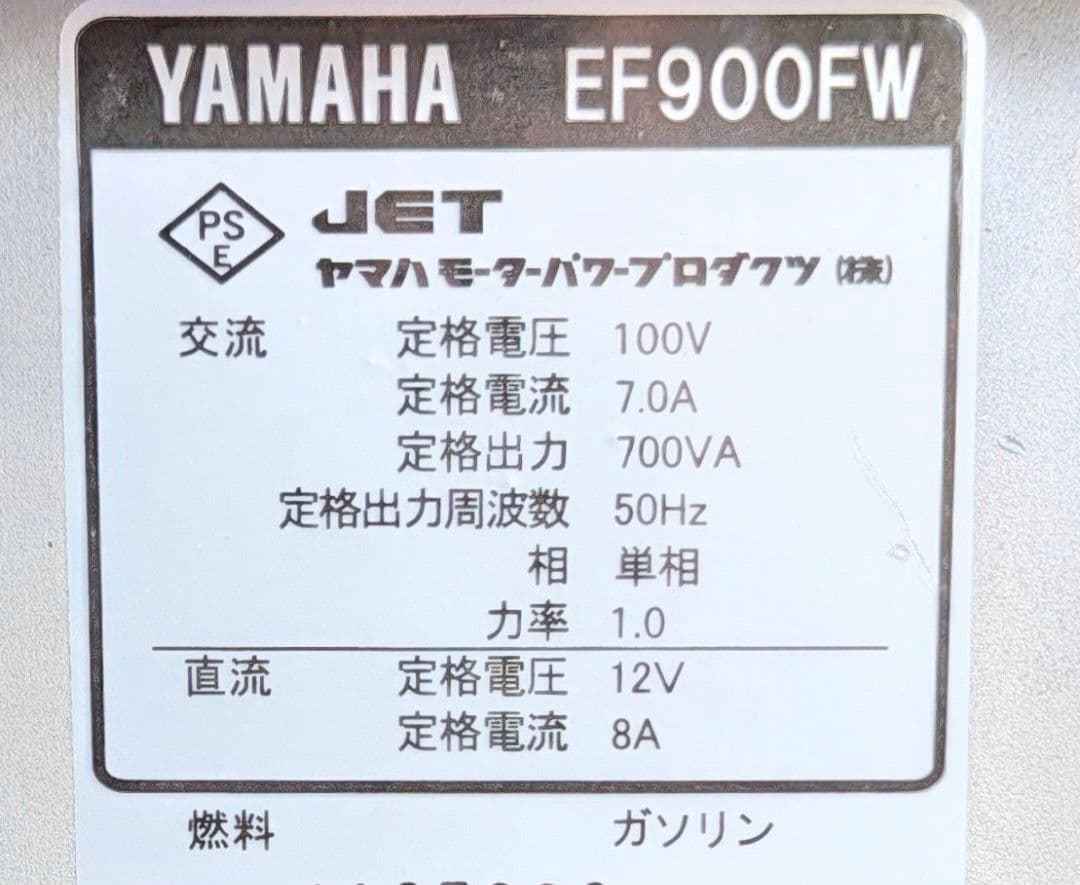 YAMAHA EF900FW
PS E JET
ヤマハモーターパワープロダクツ(株)
交流 定格電圧 100V
定格電流 7.0A
定格出力 700VA
定格出力周波数 50Hz
相 単相
力率 1.0
直流 定格電圧 12V
定格電流 8A
燃料 ガソリン